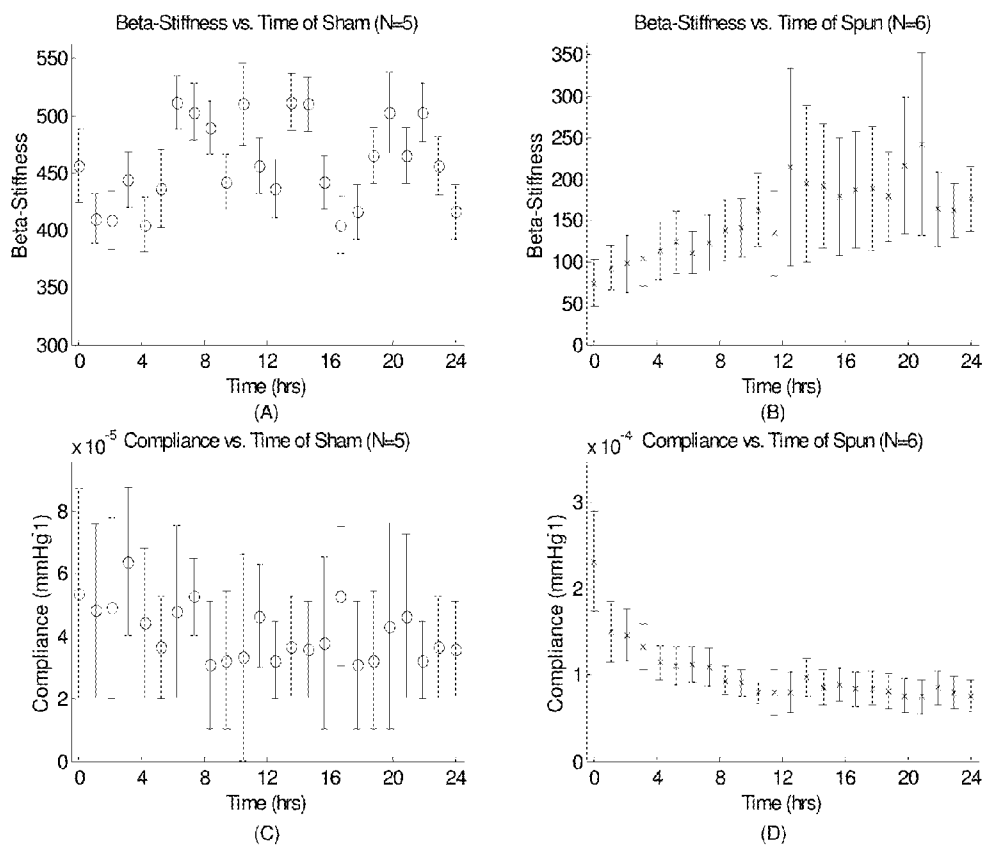 Beta-Stiffness vs. Time of Sham (N=5)
550
500
450
400
350
300
Beta-Stiffness
0 4 8 12 16 20 24
Time (hrs)
(A)
Beta-Stiffness vs. Time of Spun (N=6)
350
300
250
200
150
100
50
0
Beta-Stiffness
0 4 8 12 16 20 24
Time (hrs)
(B)
x 10-5 Compliance vs. Time of Sham (N=5)
8
6
4
2
0
Compliance (mmHg-1)
0 4 8 12 16 20 24
Time (hrs)
(C)
x 10-4 Compliance vs. Time of Spun (N=6)
3
2
1
0
Compliance (mmHg-1)
0 4 8 12 16 20 24
Time (hrs)
(D)